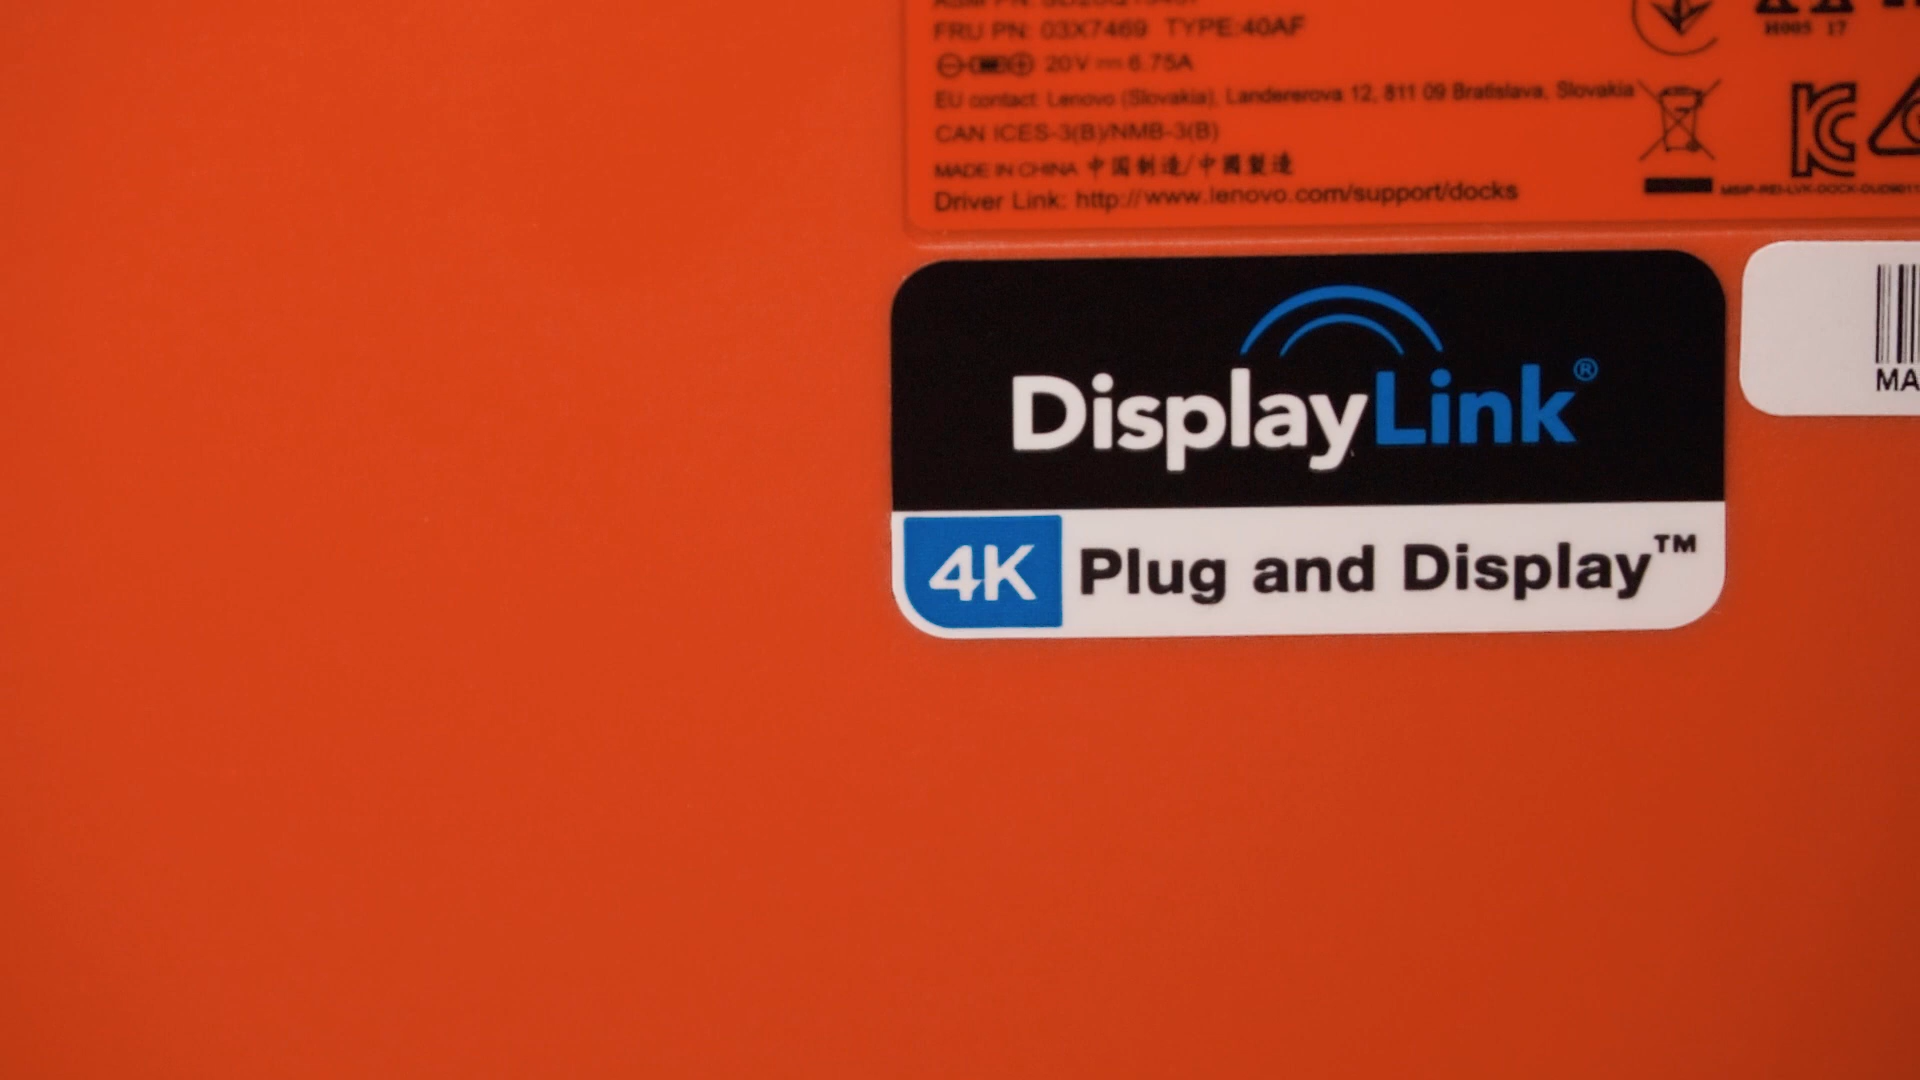 FRU PN: 03X7469 TYPE:40AF
20V 6.75A
EU contact: Lenovo (Slovakia), Landererova 12, 811 09 Bratislava, Slovakia
CAN ICES-3(B)/NMB-3(B)
MADE IN CHINA 中国制造/中國製造
Driver Link: http://www.lenovo.com/support/docks
H005 17
DisplayLink®
4K Plug and Display™
MA